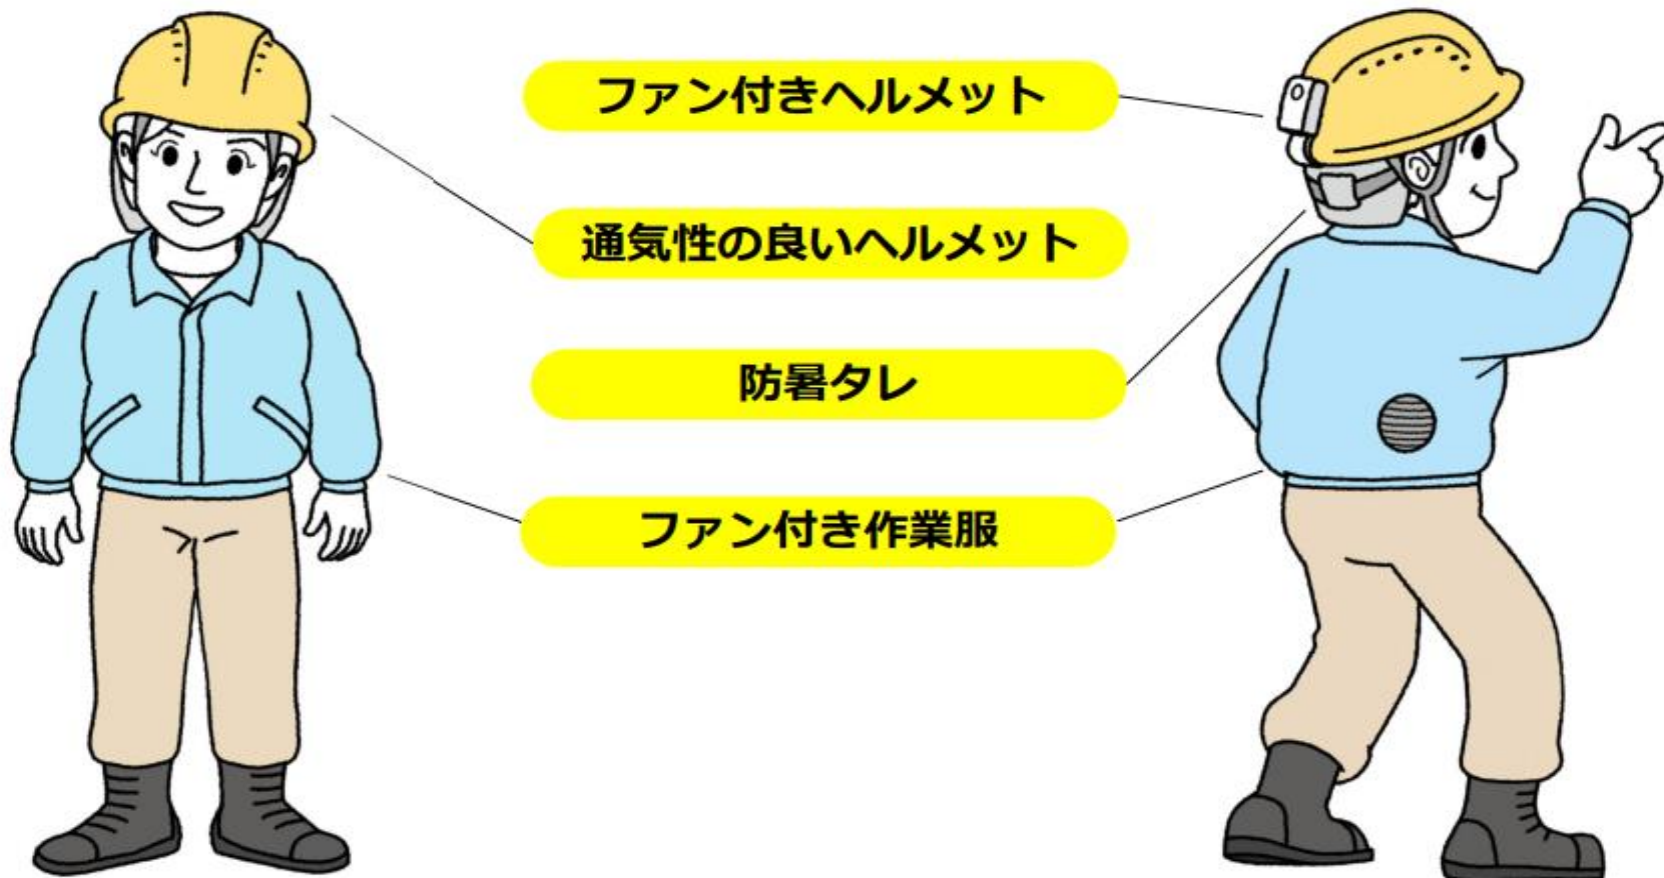 ファン付きヘルメット
通気性の良いヘルメット
防暑タレ
ファン付き作業服